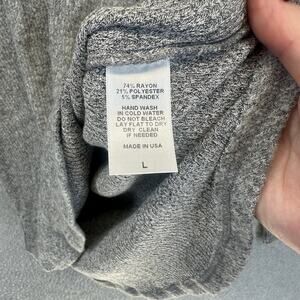 74% RAYON
21% POLYESTER
5% SPANDEX
HAND WASH
IN COLD WATER
DO NOT BLEACH
LAY FLAT TO DRY
DRY CLEAN
IF NEEDED
MADE IN USA
L